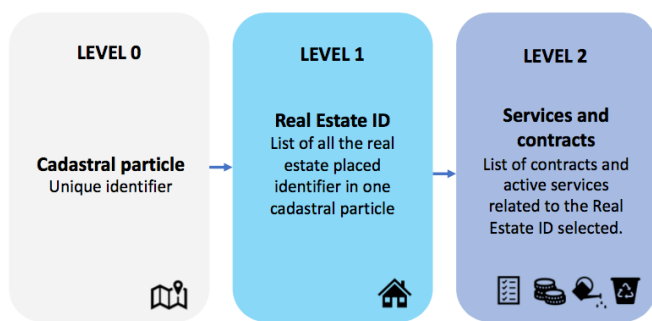 LEVEL 0
Cadastral particle
Unique identifier
LEVEL 1
Real Estate ID
List of all the real
estate placed
identifier in one
cadastral particle
LEVEL 2
Services and
contracts
List of contracts and
active services
related to the Real
Estate ID selected.